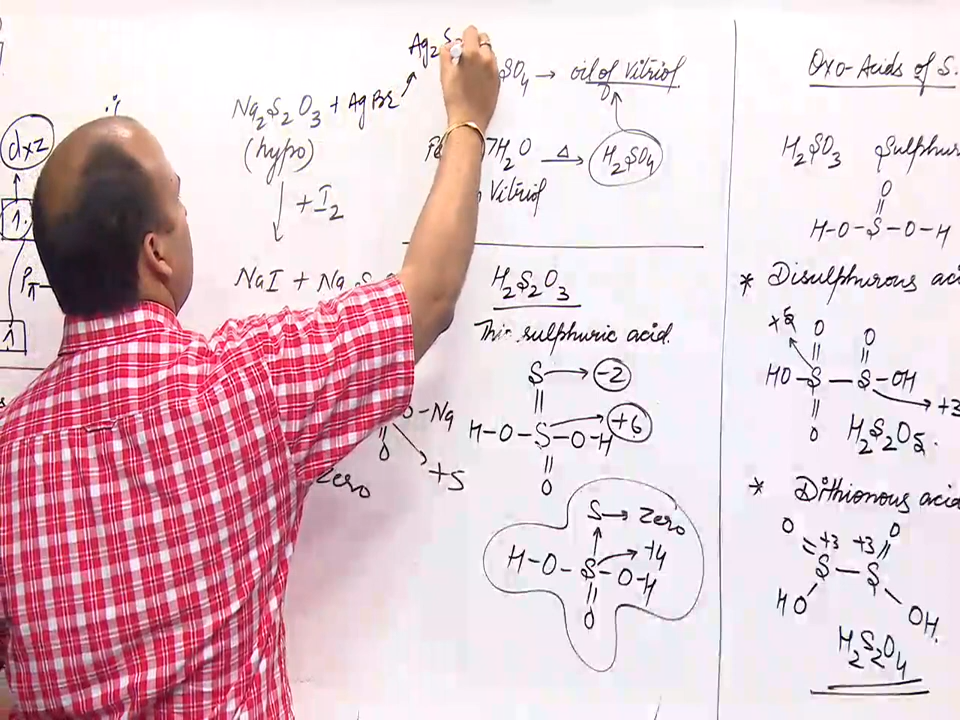 dxz
1.
1
Ag2S
Na2S2O3 + AgBr
(hypo)
+ I2
NaI +
SO4 → oil of Vitriol
7H2O Δ→ H2SO4
Vitriol
O-Na
O
+5
Zero
H2S2O3
Thio sulphuric acid.
S → -2
+6
H-O-S-O-H
O
S → Zero
+4
H-O-S-O-H
O
Oxo-Acids of S.
H2SO3
O
H-O-S-O-H
* Disulphurous
O O
HO-S-S-OH
+3
O
H2S2O5.
* Dithionous acid
O O
+3 +3
S-S
HO OH
H2S2O4